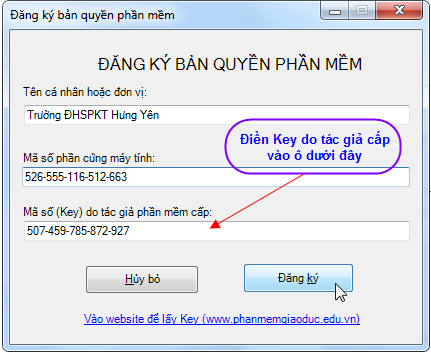 Đăng ký bản quyền phần mềm
ĐĂNG KÝ BẢN QUYỀN PHẦN MỀM
Tên cá nhân hoặc đơn vị:
Trường ĐHSPKT Hưng Yên
Điền Key do tác giả cấp
vào ô dưới đây
Mã số phần cứng máy tính:
526-555-116-512-663
Mã số (Key) do tác giả phần mềm cấp:
507-459-785-872-927
Hủy bỏ
Đăng ký
Vào website để lấy Key (www.phanmemgiaoduc.edu.vn)